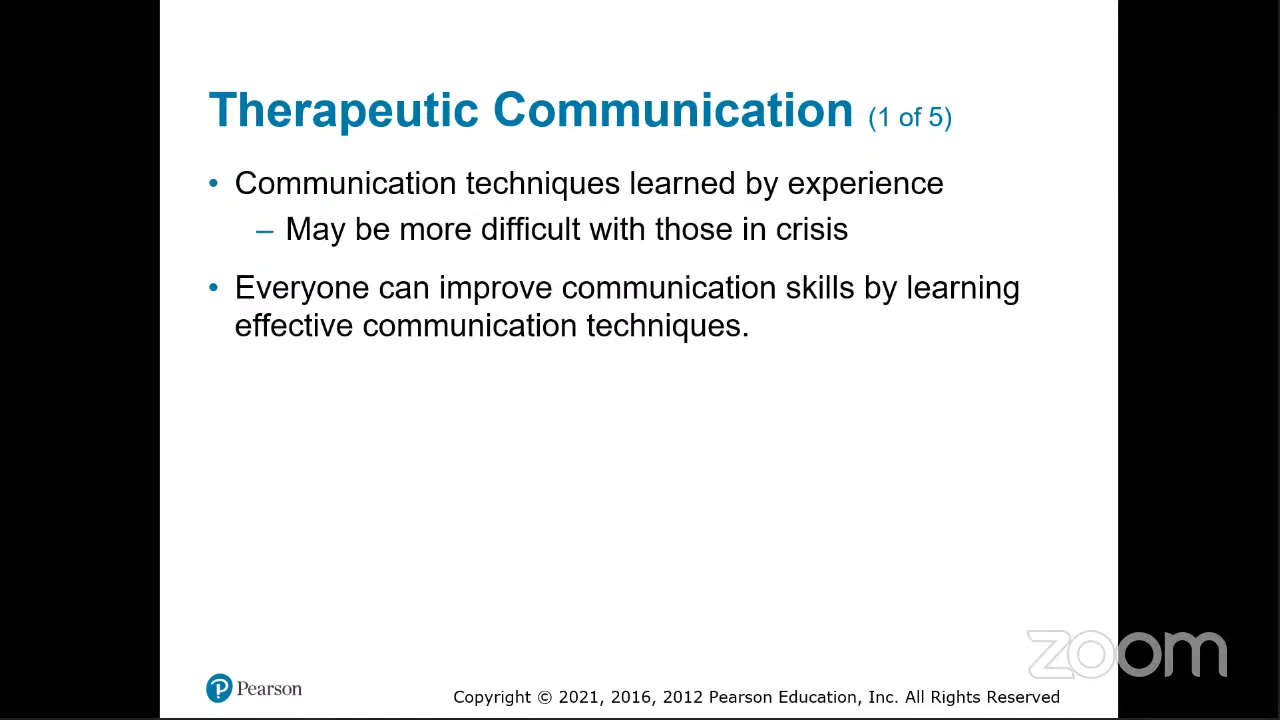 Therapeutic Communication (1 of 5)
• Communication techniques learned by experience
– May be more difficult with those in crisis
• Everyone can improve communication skills by learning
effective communication techniques.
zoom
Pearson
Copyright © 2021, 2016, 2012 Pearson Education, Inc. All Rights Reserved